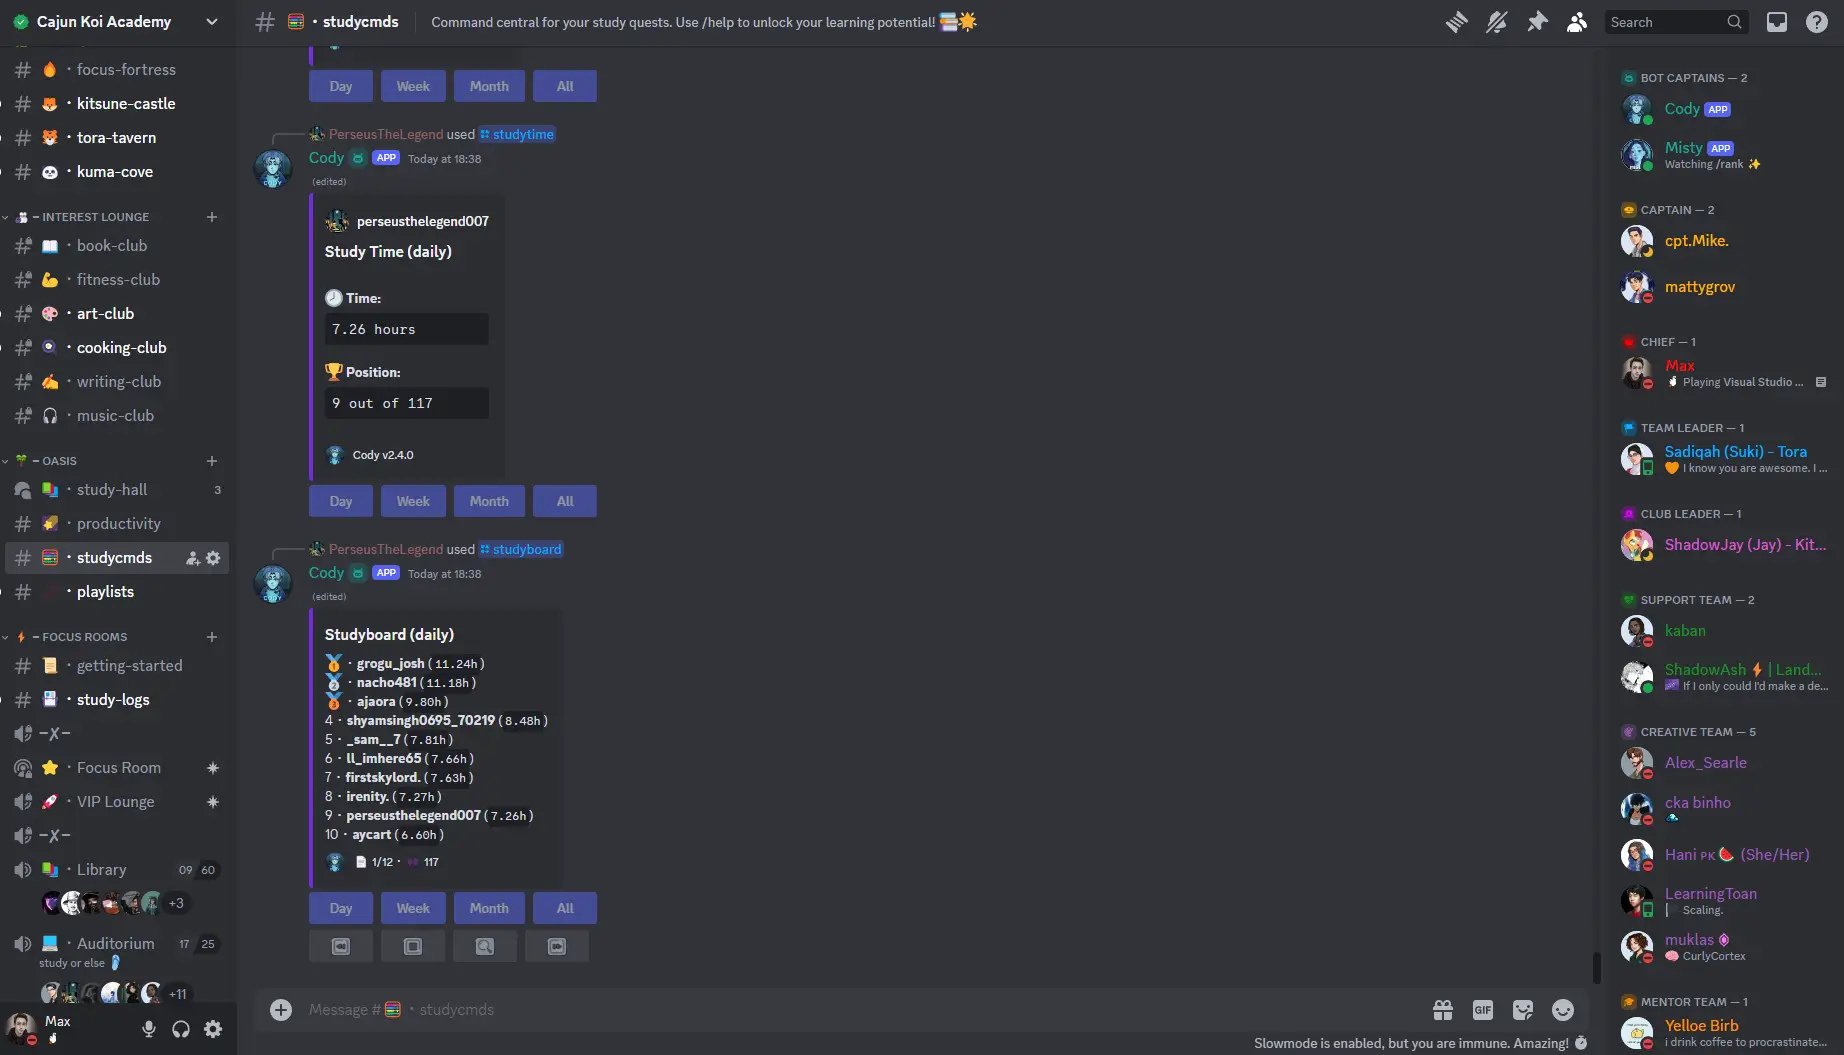 Cajun Koi Academy
focus-fortress
kitsune-castle
tora-tavern
kuma-cove
INTEREST LOUNGE
book-club
fitness-club
art-club
cooking-club
writing-club
music-club
OASIS
study-hall 3
productivity
studycmds
playlists
FOCUS ROOMS
getting-started
study-logs
-X-
Focus Room
VIP Lounge
-X-
Library 09 60
+3
Auditorium 17 25
study or else
+11
Max
studycmds
Command central for your study quests. Use /help to unlock your learning potential!
Search
Day Week Month All
PerseusTheLegend used studytime
Cody APP Today at 18:38
(edited)
perseusthelegend007
Study Time (daily)
Time:
7.26 hours
Position:
9 out of 117
Cody v2.4.0
Day Week Month All
PerseusTheLegend used studyboard
Cody APP Today at 18:38
(edited)
Studyboard (daily)
grogu_josh (11.24h)
nacho481 (11.18h)
ajaora (9.80h)
4 · shyamsingh0695_70219 (8.48h)
5 · _sam__7 (7.81h)
6 · ll_imhere65 (7.66h)
7 · firstskylord. (7.63h)
8 · irenity. (7.27h)
9 · perseusthelegend007 (7.26h)
10 · aycart (6.60h)
1/12 · 117
Day Week Month All
Message # · studycmds
GIF
Slowmode is enabled, but you are immune. Amazing!
BOT CAPTAINS — 2
Cody APP
Misty APP
Watching /rank
CAPTAIN — 2
cpt.Mike.
mattygrov
CHIEF — 1
Max
Playing Visual Studio ...
TEAM LEADER — 1
Sadiqah (Suki) - Tora
I know you are awesome. I ...
CLUB LEADER — 1
ShadowJay (Jay) - Kit...
SUPPORT TEAM — 2
kaban
ShadowAsh | Land...
If I only could I'd make a de...
CREATIVE TEAM — 5
Alex_Searle
cka binho
Hani PK (She/Her)
LearningToan
Scaling.
muklas
CurlyCortex
MENTOR TEAM — 1
Yelloe Birb
i drink coffee to procrastinate...